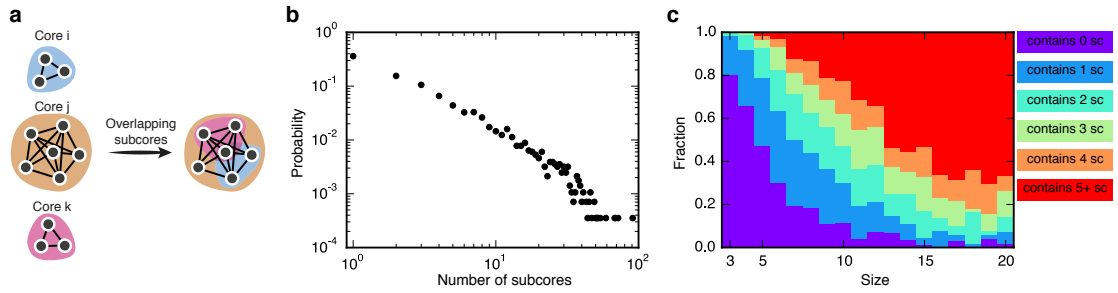 a
Core i
Core j
Overlapping
subcores
Core k
b
Probability
10^0
10^-1
10^-2
10^-3
10^-4
10^0
10^1
10^2
Number of subcores
c
Fraction
1.0
0.8
0.6
0.4
0.2
0.0
3
5
10
15
20
Size
contains 0 sc
contains 1 sc
contains 2 sc
contains 3 sc
contains 4 sc
contains 5+ sc